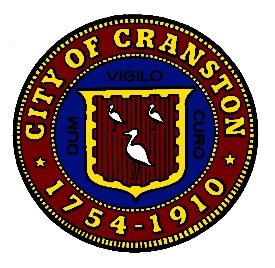 CITY OF CRANSTON
DUM VIGILO CURO
1754-1910